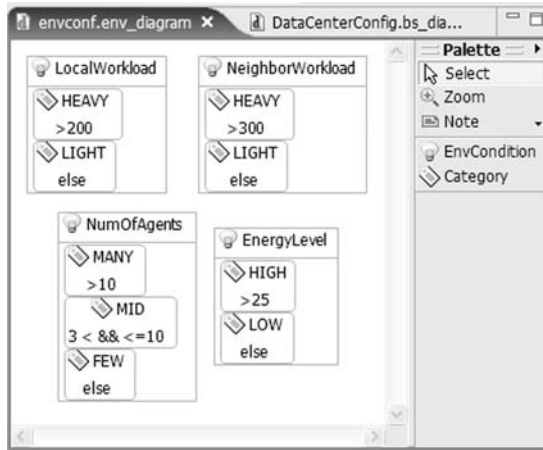 envconf.env_diagram
DataCenterConfig.bs_dia...
LocalWorkload
HEAVY
>200
LIGHT
else
NeighborWorkload
HEAVY
>300
LIGHT
else
NumOfAgents
MANY
>10
MID
3 < && <=10
FEW
else
EnergyLevel
HIGH
>25
LOW
else
Palette
Select
Zoom
Note
EnvCondition
Category